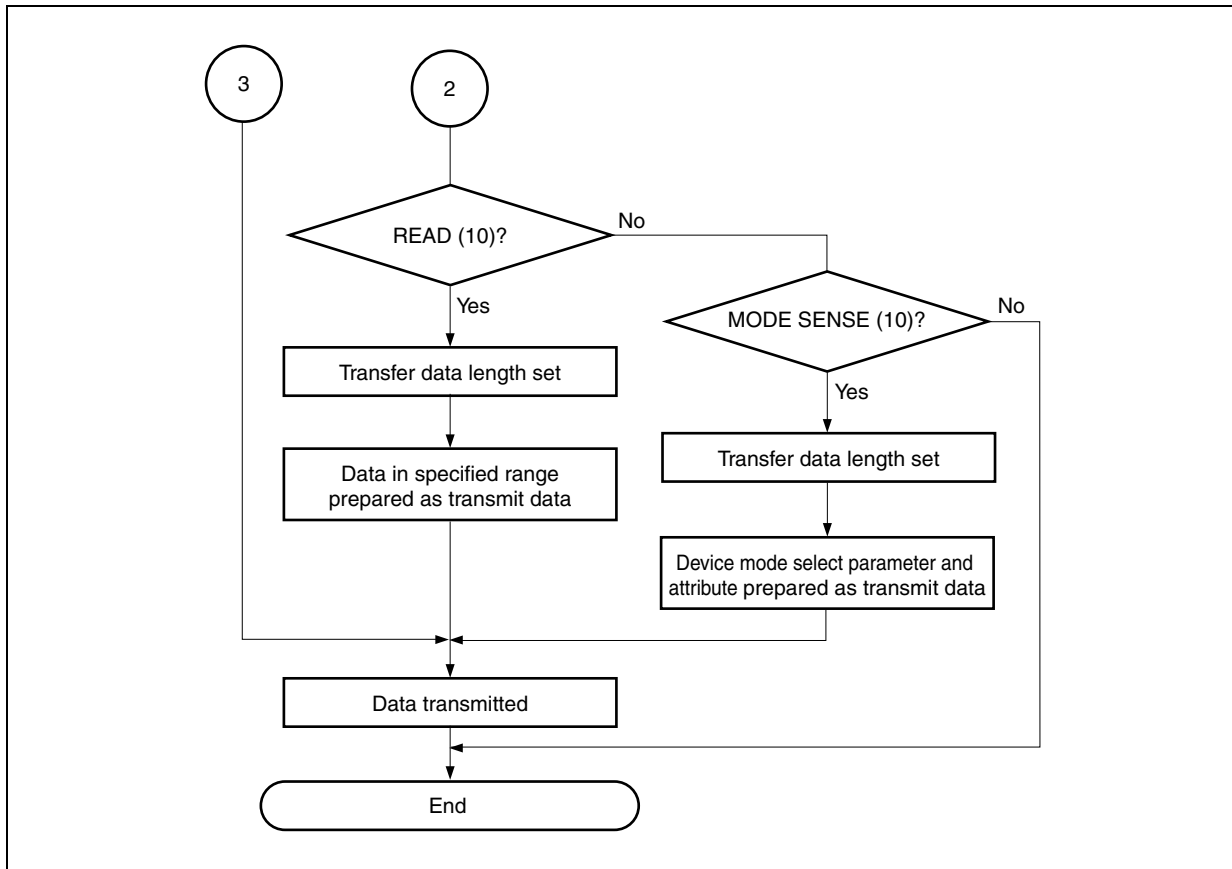 3
2
READ (10)?
No
Yes
MODE SENSE (10)?
No
Yes
Transfer data length set
Data in specified range
prepared as transmit data
Transfer data length set
Device mode select parameter and
attribute prepared as transmit data
Data transmitted
End